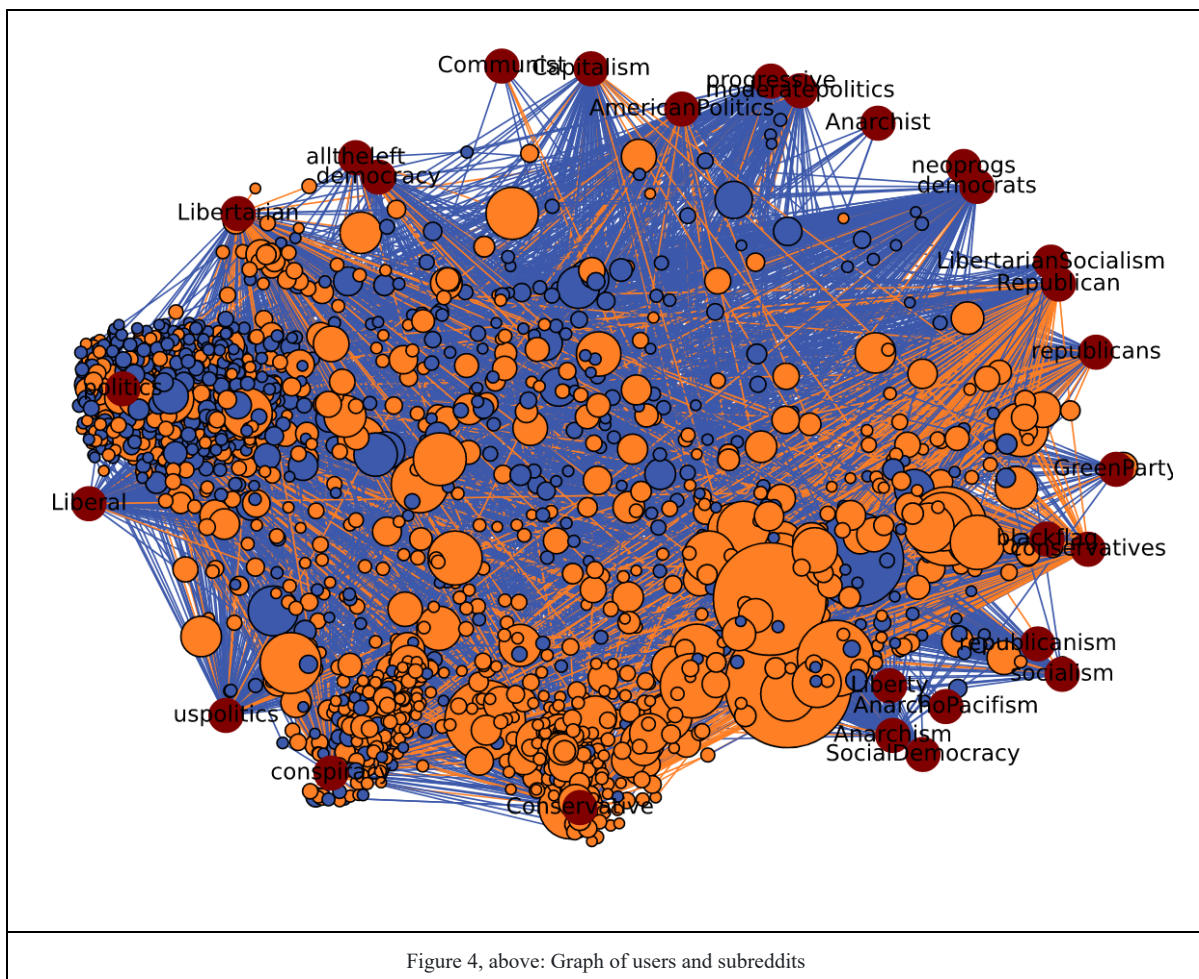 Communist
Capitalism
progressive
moderatepolitics
AmericanPolitics
Anarchist
alltheleft
democracy
neoprogs
democrats
Libertarian
LibertarianSocialism
Republican
republicans
politics
GreenParty
Liberal
blackflag
conservatives
republicanism
socialism
Liberty
AnarchoPacifism
uspolitics
Anarchism
SocialDemocracy
conspiracy
Conservative
Figure 4, above: Graph of users and subreddits